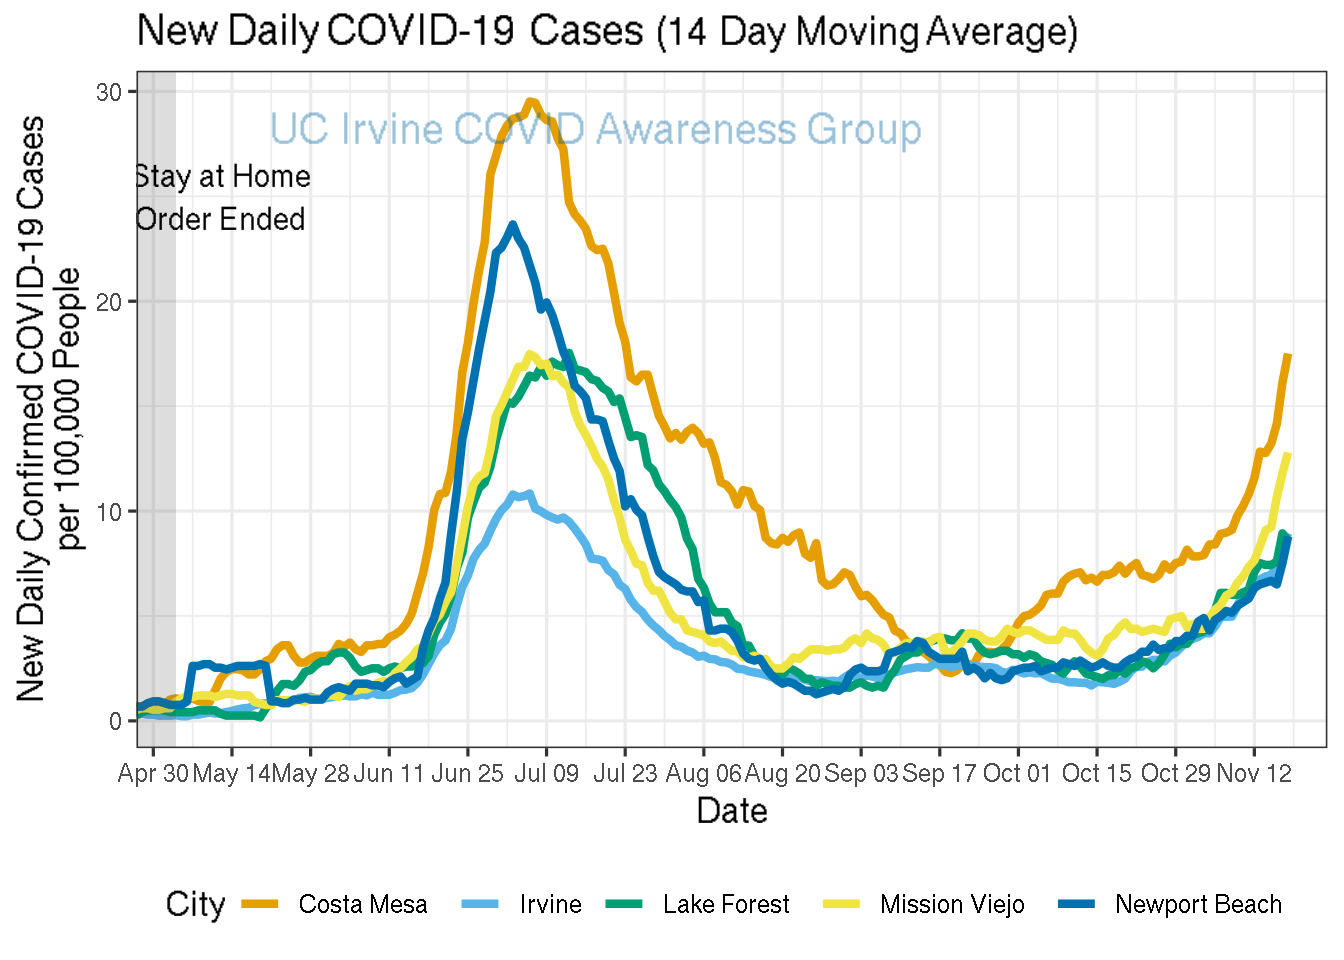 New Daily COVID-19 Cases (14 Day Moving Average)
UC Irvine COVID Awareness Group
Stay at Home
Order Ended
New Daily Confirmed COVID-19 Cases
per 100,000 People
30
20
10
0
Apr 30 May 14 May 28 Jun 11 Jun 25 Jul 09 Jul 23 Aug 06 Aug 20 Sep 03 Sep 17 Oct 01 Oct 15 Oct 29 Nov 12
Date
City Costa Mesa Irvine Lake Forest Mission Viejo Newport Beach